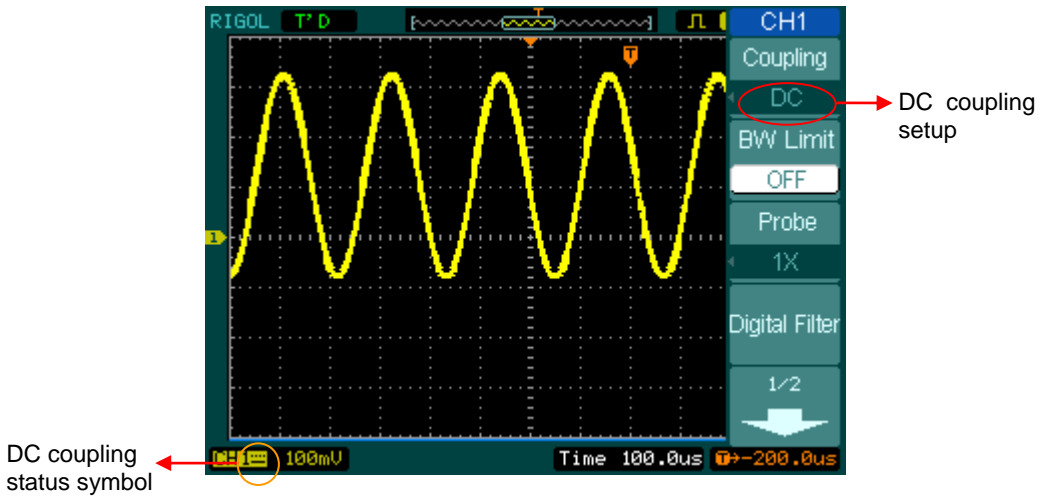 RIGOL T'D T CH1
Coupling
T
DC
DC coupling
setup
BW Limit
OFF
Probe
1
1X
Digital Filter
1/2
CH1 100mV Time 100.0us T→-200.0us
DC coupling
status symbol